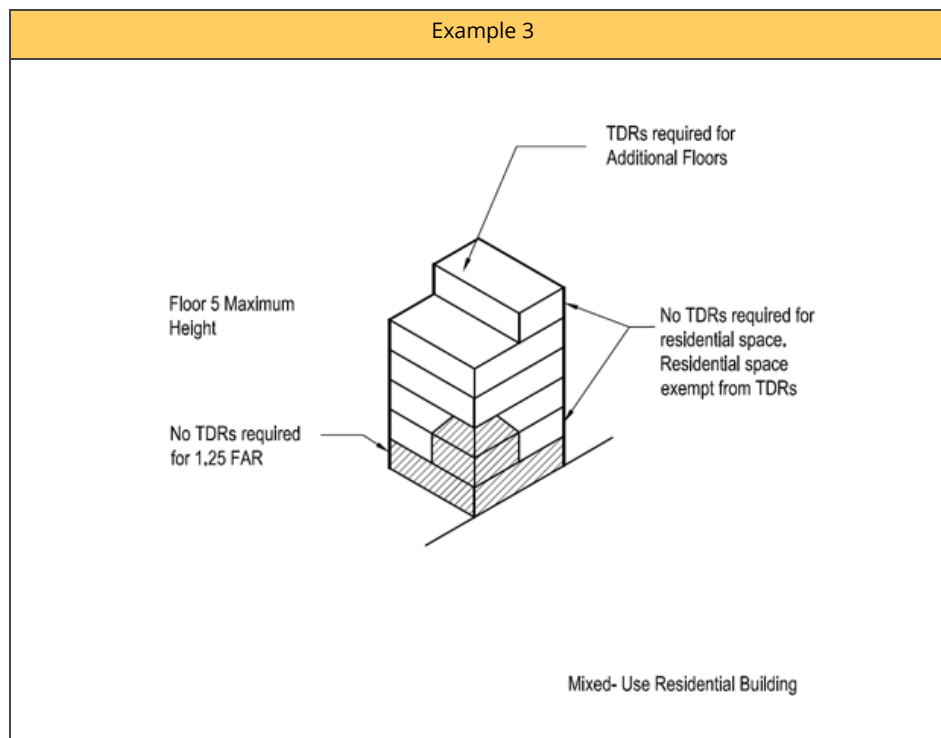 Example 3
TDRs required for
Additional Floors
Floor 5 Maximum
Height
No TDRs required for
residential space.
Residential space
exempt from TDRs
No TDRs required
for 1.25 FAR
Mixed- Use Residential Building